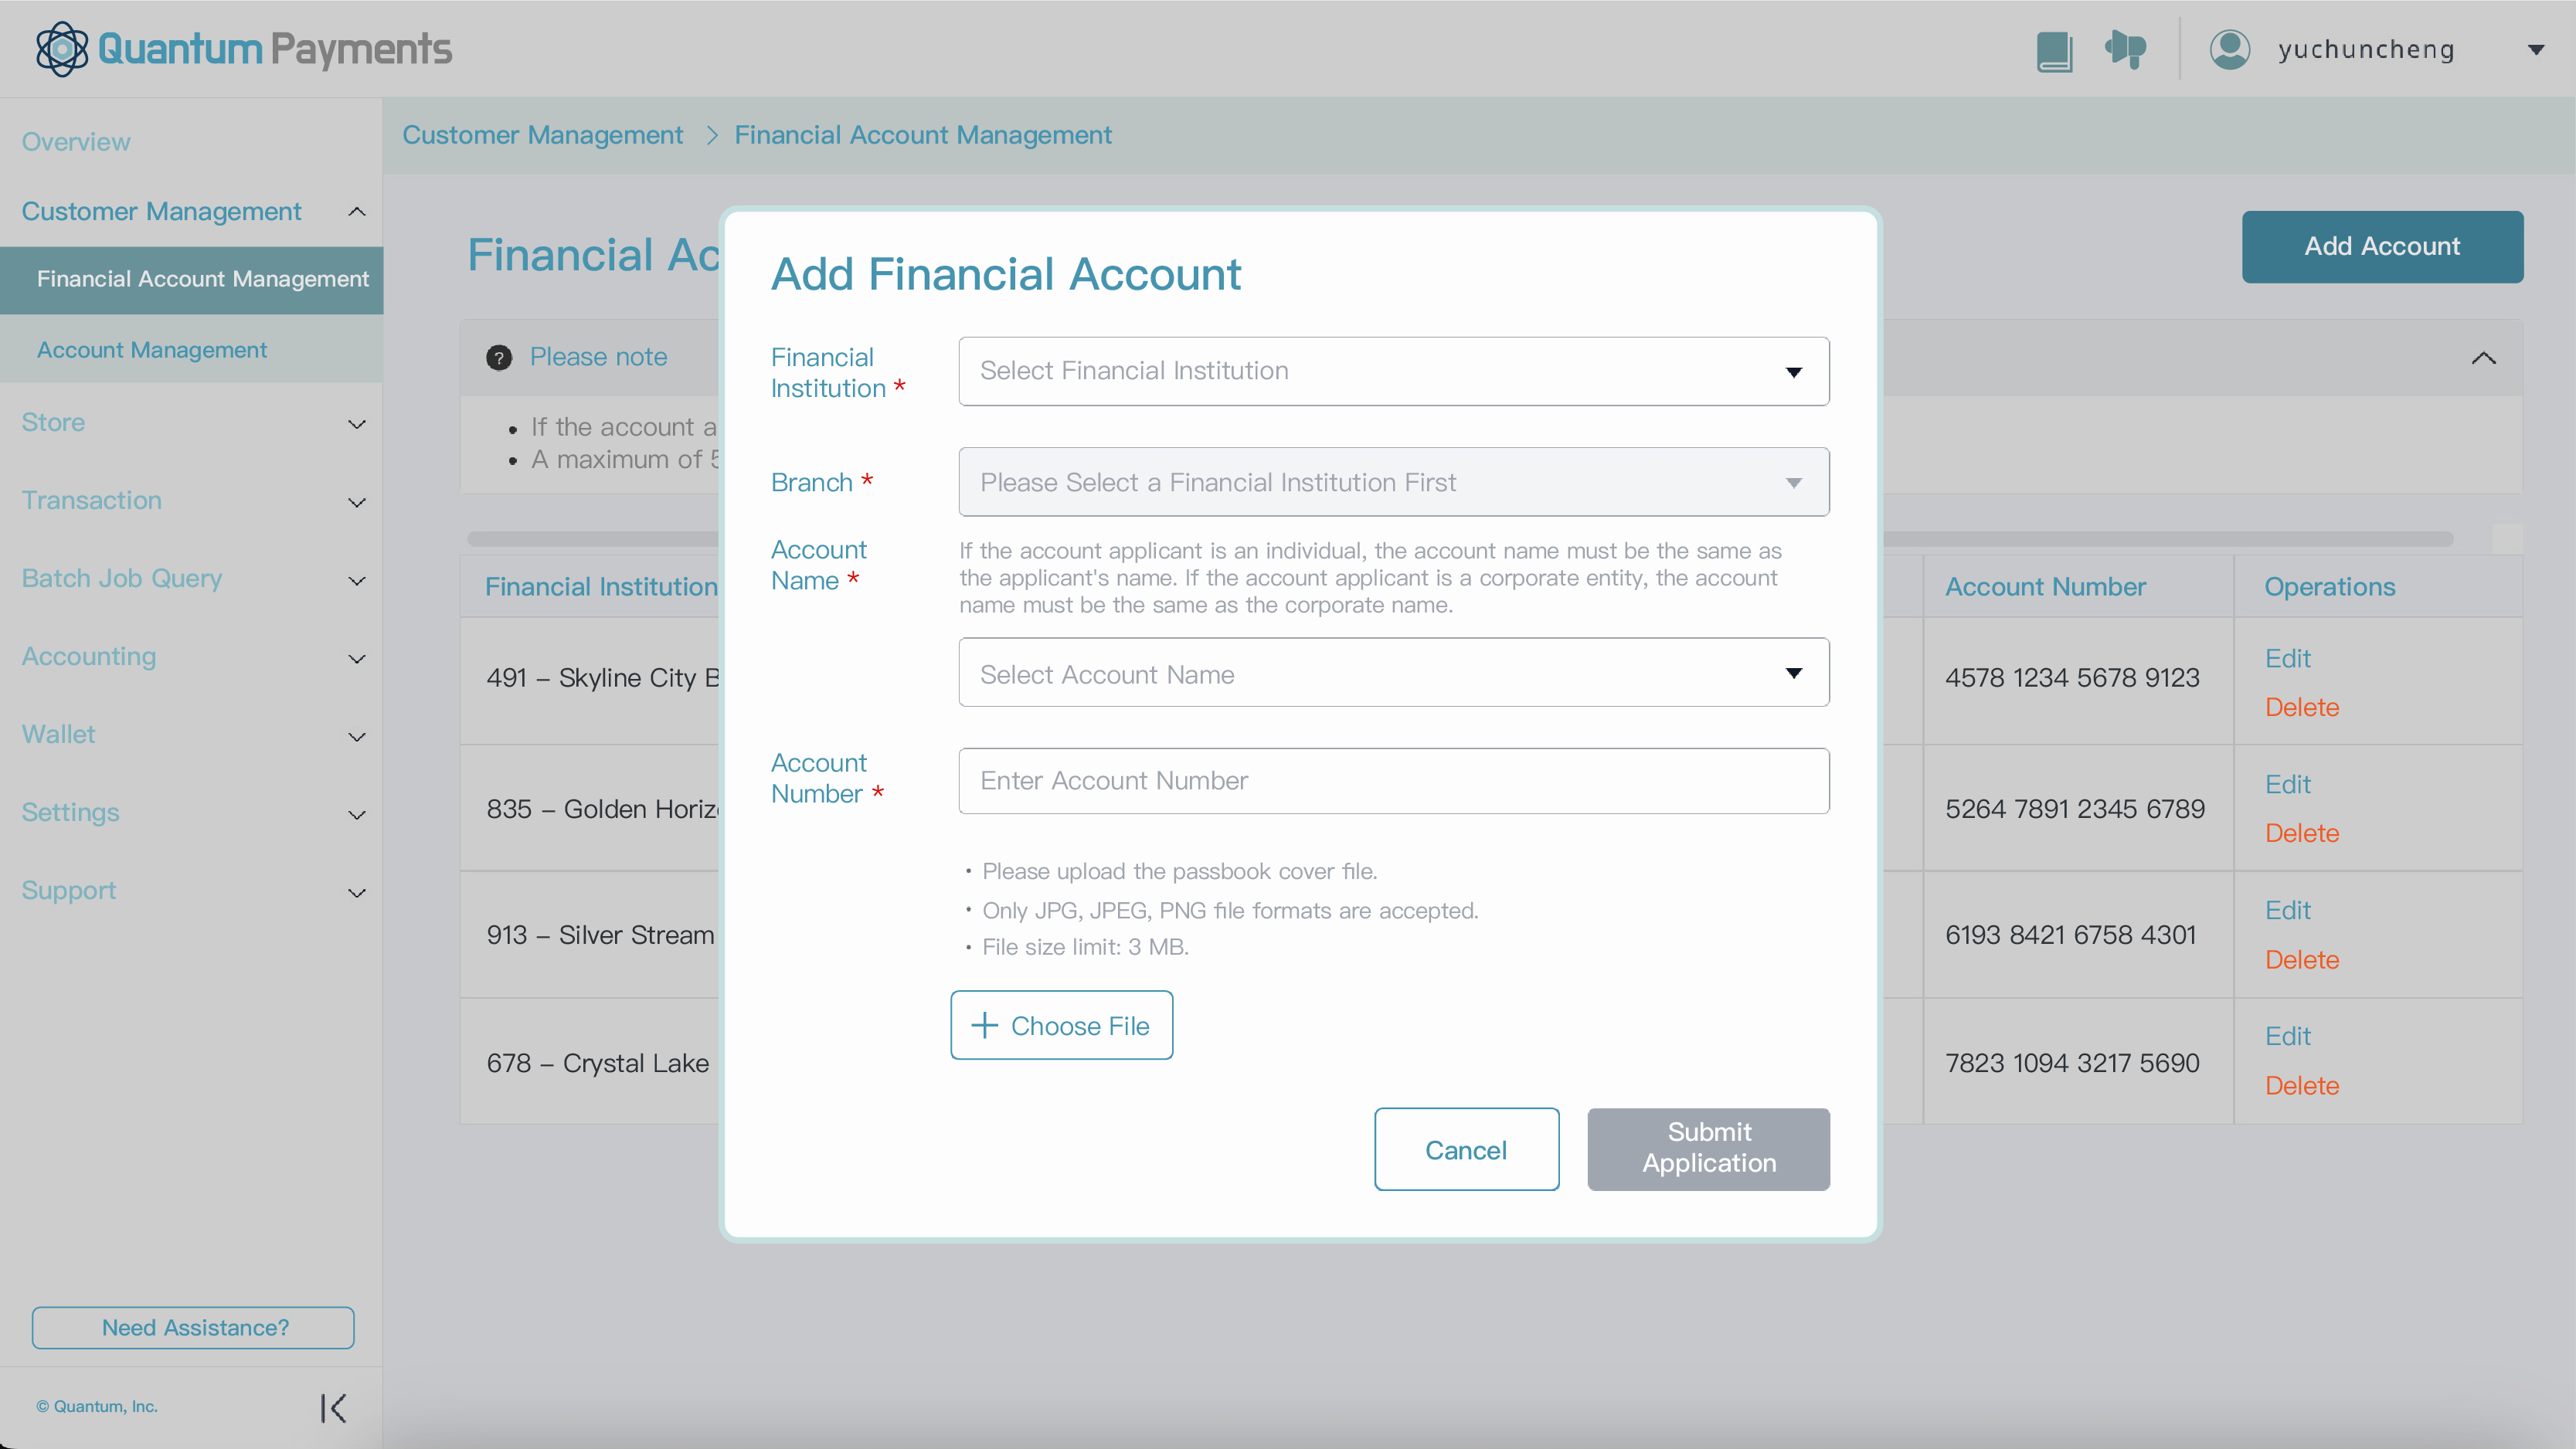 Quantum Payments
yuchuncheng
Overview
Customer Management
Financial Account Management
Account Management
Store
Transaction
Batch Job Query
Accounting
Wallet
Settings
Support
Need Assistance?
© Quantum, Inc.
Customer Management > Financial Account Management
Financial Ac
Add Account
? Please note
• If the account a
• A maximum of 5
Financial Institution
Account Number
Operations
491 – Skyline City B
4578 1234 5678 9123
Edit
Delete
835 – Golden Horiz
5264 7891 2345 6789
Edit
Delete
913 – Silver Stream
6193 8421 6758 4301
Edit
Delete
678 – Crystal Lake
7823 1094 3217 5690
Edit
Delete
Add Financial Account
Financial
Institution *
Select Financial Institution
Branch *
Please Select a Financial Institution First
Account
Name *
If the account applicant is an individual, the account name must be the same as
the applicant's name. If the account applicant is a corporate entity, the account
name must be the same as the corporate name.
Select Account Name
Account
Number *
Enter Account Number
• Please upload the passbook cover file.
• Only JPG, JPEG, PNG file formats are accepted.
• File size limit: 3 MB.
+ Choose File
Cancel
Submit
Application